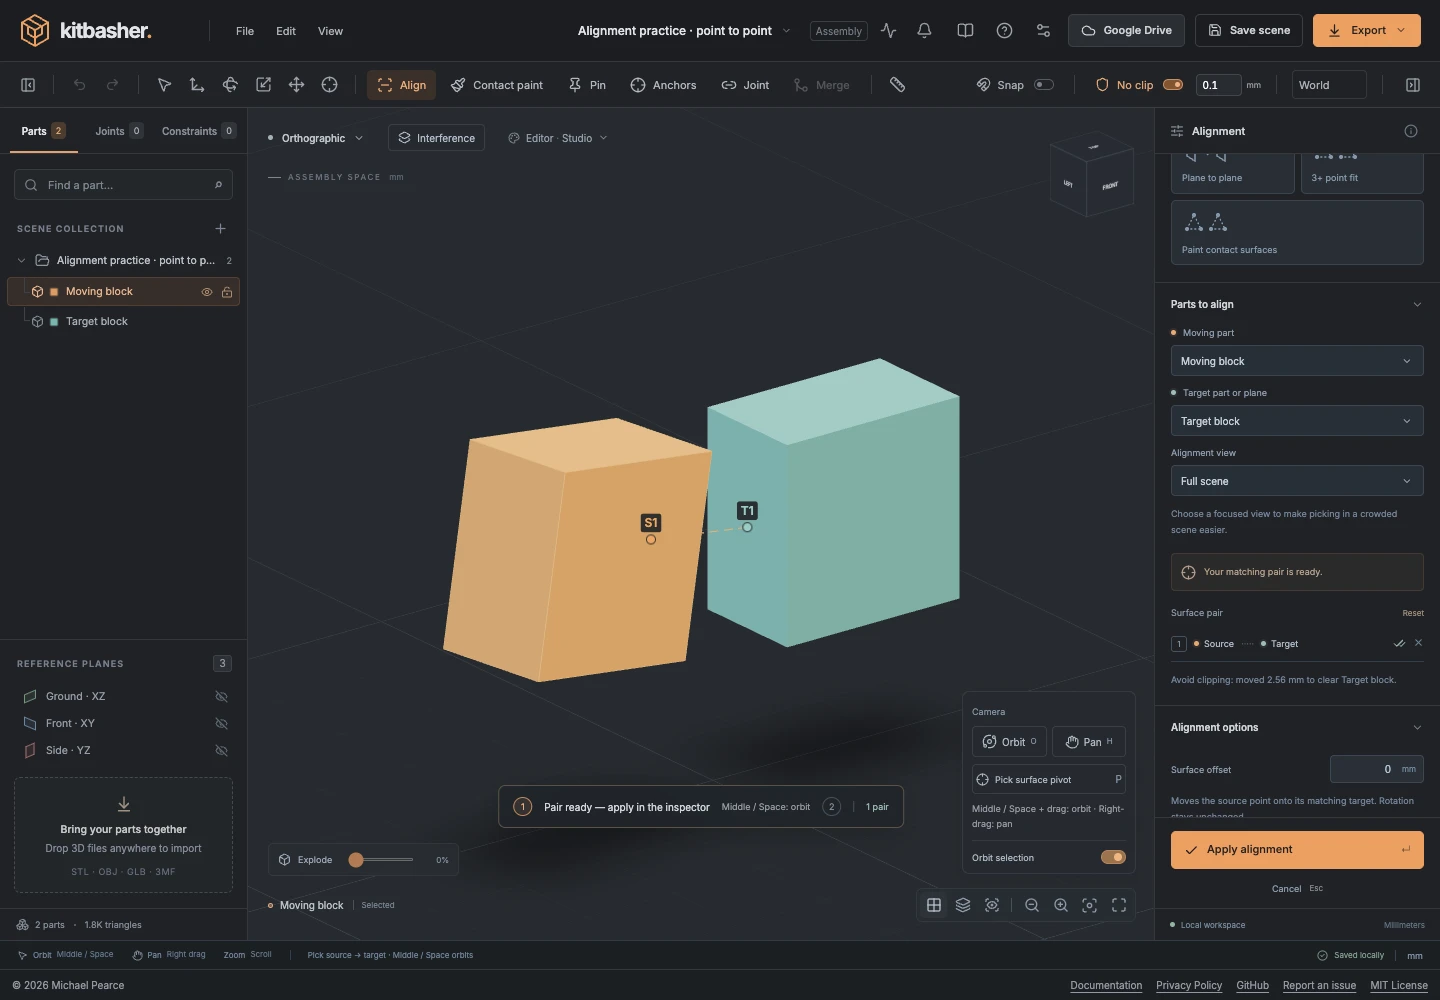 kitbasher.
File Edit View
Alignment practice · point to point
Assembly
Google Drive
Save scene
Export
Align
Contact paint
Pin
Anchors
Joint
Merge
Snap
No clip
0.1 mm
World
Parts 2
Joints 0
Constraints 0
Find a part...
SCENE COLLECTION
Alignment practice · point to p... 2
Moving block
Target block
REFERENCE PLANES 3
Ground · XZ
Front · XY
Side · YZ
Bring your parts together
Drop 3D files anywhere to import
STL · OBJ · GLB · 3MF
2 parts · 1.8K triangles
Orthographic
Interference
Editor · Studio
ASSEMBLY SPACE mm
FRONT
S1
T1
Camera
Orbit O
Pan H
Pick surface pivot P
Middle / Space + drag: orbit · Right-
drag: pan
Orbit selection
1 Pair ready — apply in the inspector Middle / Space: orbit 2 1 pair
Explode 0%
Moving block Selected
Alignment
Plane to plane
3+ point fit
Paint contact surfaces
Parts to align
Moving part
Moving block
Target part or plane
Target block
Alignment view
Full scene
Choose a focused view to make picking in a crowded
scene easier.
Your matching pair is ready.
Surface pair Reset
1 Source Target
Avoid clipping: moved 2.56 mm to clear Target block.
Alignment options
Surface offset 0 mm
Moves the source point onto its matching target. Rotation
stays unchanged.
Apply alignment
Cancel Esc
Local workspace Millimeters
Orbit Middle / Space Pan Right drag Zoom Scroll Pick source → target · Middle / Space orbits
Saved locally mm
© 2026 Michael Pearce
Documentation Privacy Policy GitHub Report an issue MIT License